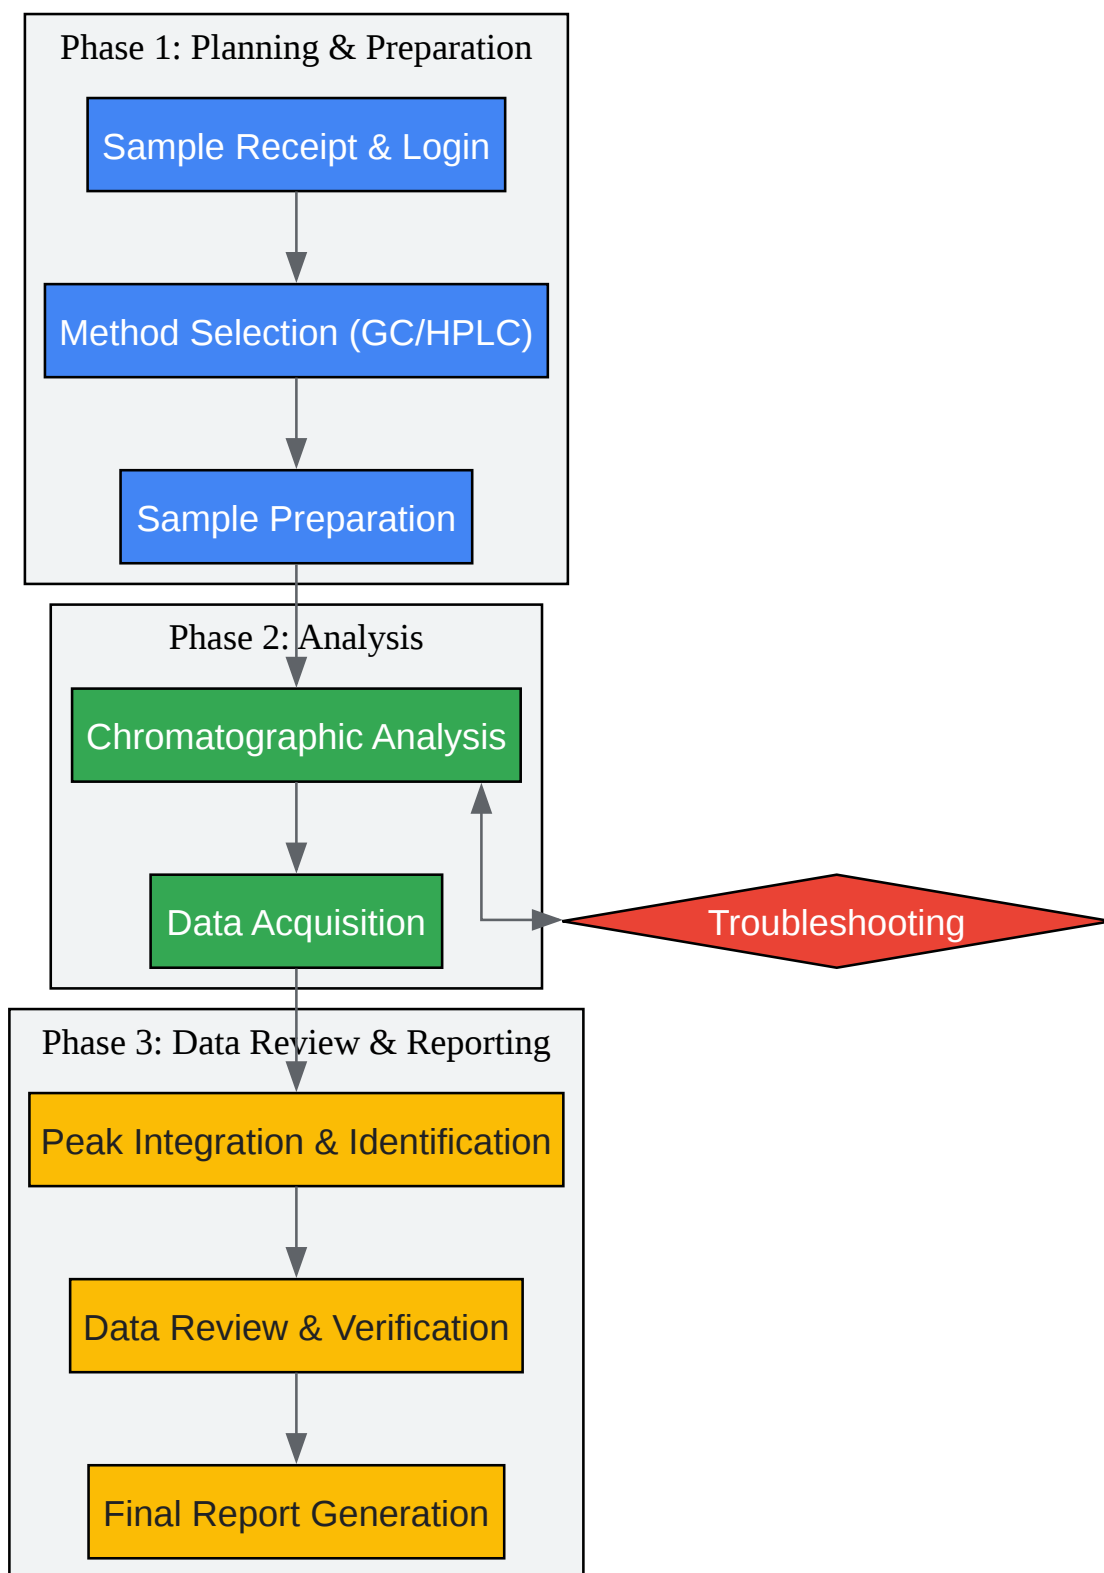 Phase 1: Planning & Preparation
Sample Receipt & Login
Method Selection (GC/HPLC)
Sample Preparation
Phase 2: Analysis
Chromatographic Analysis
Data Acquisition
Troubleshooting
Phase 3: Data Review & Reporting
Peak Integration & Identification
Data Review & Verification
Final Report Generation